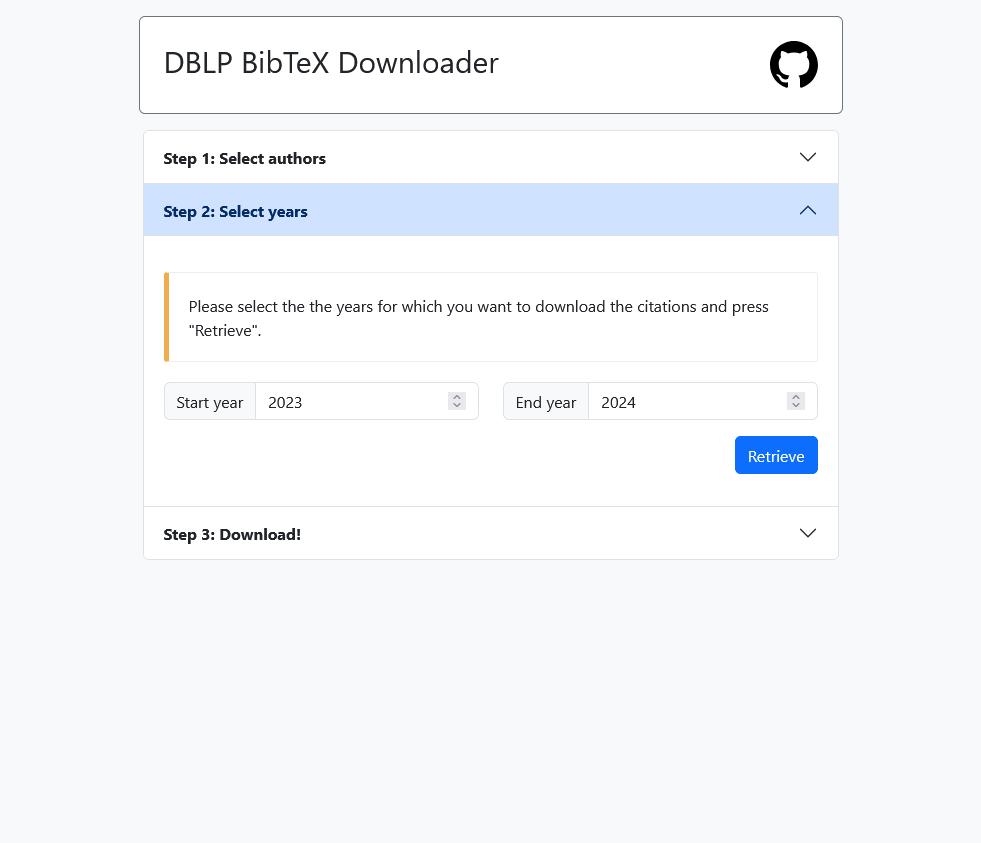 DBLP BibTeX Downloader
Step 1: Select authors
Step 2: Select years
Please select the the years for which you want to download the citations and press
"Retrieve".
Start year 2023 End year 2024
Retrieve
Step 3: Download!